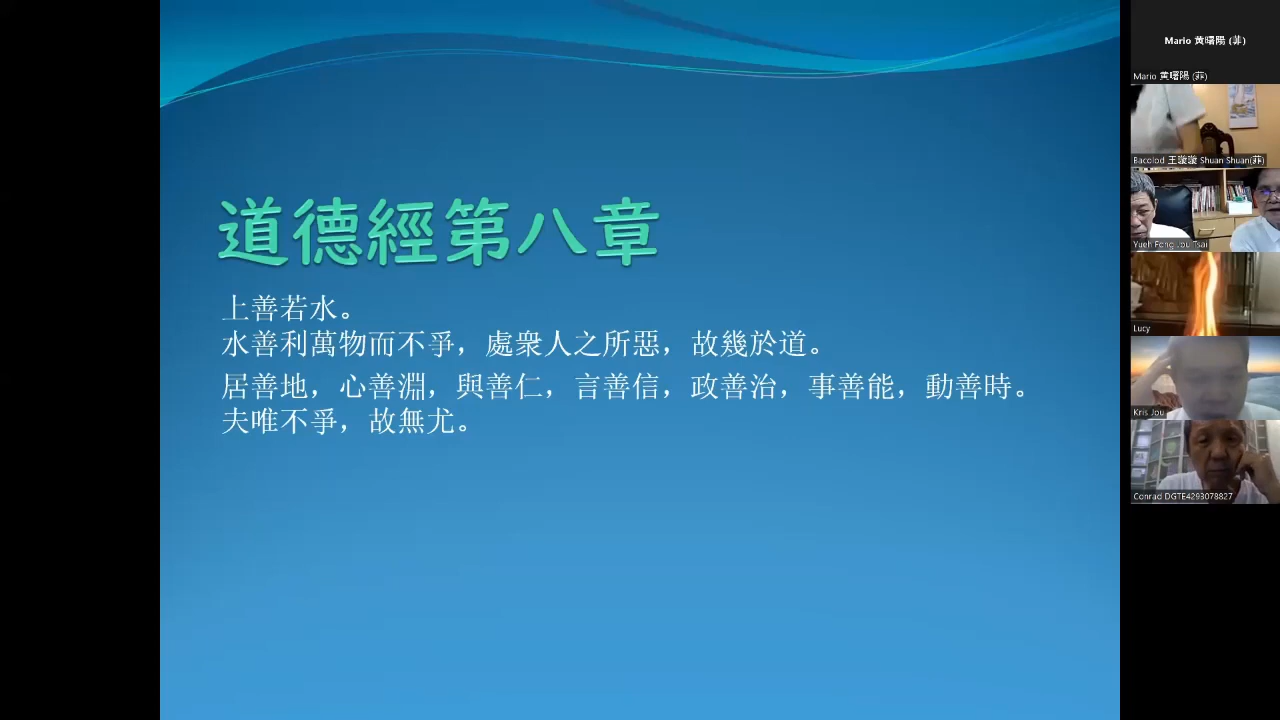 道德經第八章
上善若水。
水善利萬物而不爭，處眾人之所惡，故幾於道。
居善地，心善淵，與善仁，言善信，政善治，事善能，動善時。
夫唯不爭，故無尤。
Mario 黄曙陽 (菲)
Mario 黄曙陽 (菲)
Bacolod 王漩漩 Shuan Shuan(菲)
Yueh Feng Jou Tsai
Lucy
Kris Jou
Conrad DGTE4293078827